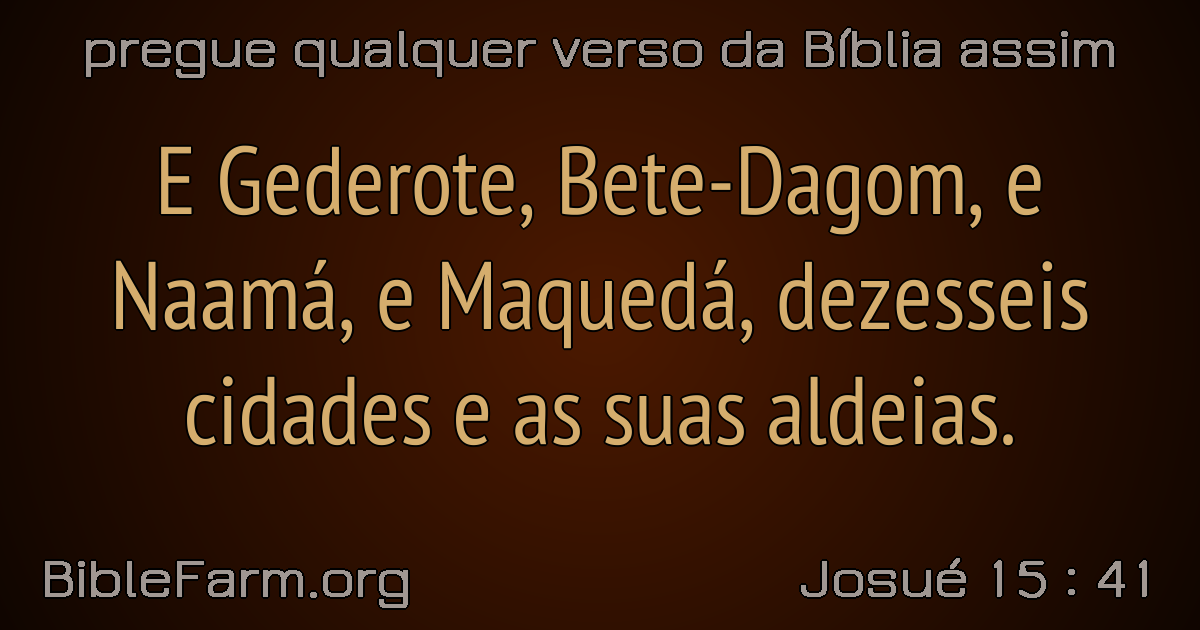 pregue qualquer verso da Bíblia assim
E Gederote, Bete-Dagom, e
Naamá, e Maquedá, dezesseis
cidades e as suas aldeias.
BibleFarm.org
Josué 15 : 41